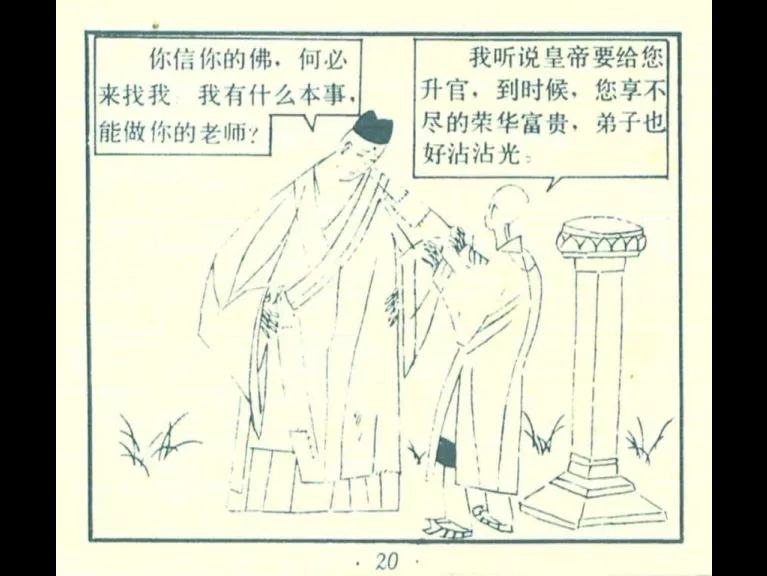 你信你的佛，何必
来找我。我有什么本事，
能做你的老师？
我听说皇帝要给您
升官，到时候，您享不
尽的荣华富贵，弟子也
好沾沾光。
· 20 ·